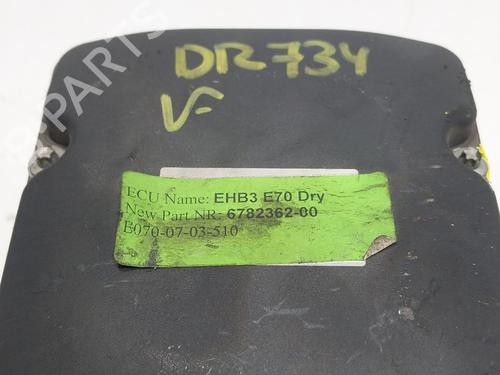 DR734
V-
ECU Name: EHB3 E70 Dry
New Part NR: 6782362-00
E070-07-03-510